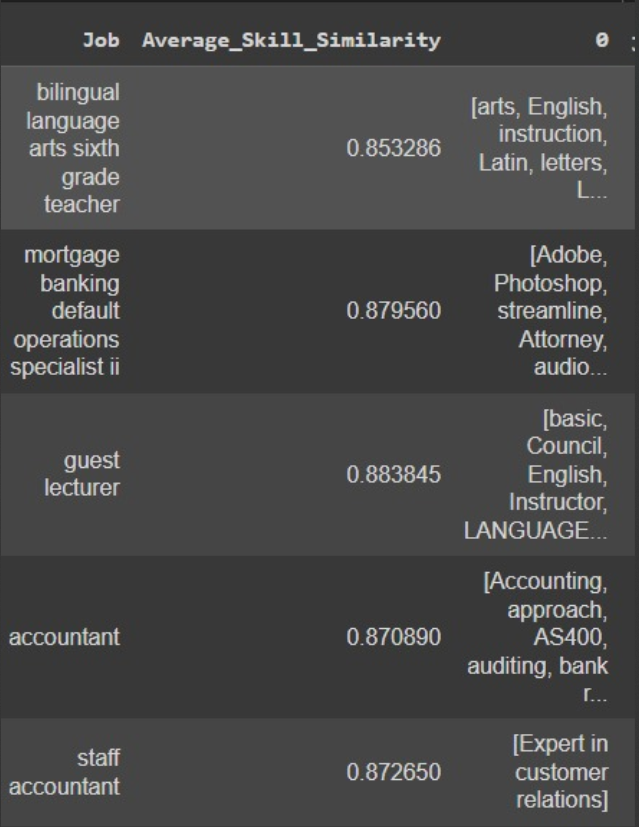 Job Average_Skill_Similarity 0
bilingual
language
arts sixth
grade
teacher
0.853286
[arts, English,
instruction,
Latin, letters,
L...
mortgage
banking
default
operations
specialist ii
0.879560
[Adobe,
Photoshop,
streamline,
Attorney,
audio...
guest
lecturer
0.883845
[basic,
Council,
English,
Instructor,
LANGUAGE...
accountant
0.870890
[Accounting,
approach,
AS400,
auditing, bank
r...
staff
accountant
0.872650
[Expert in
customer
relations]